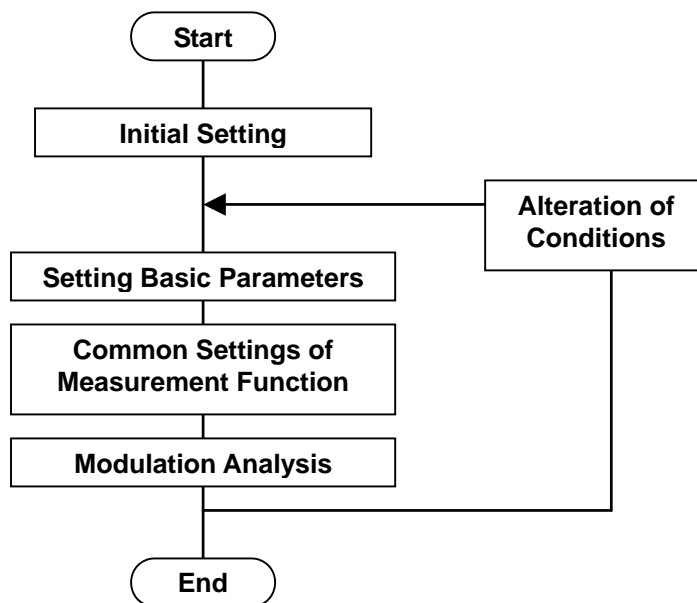 Start
Initial Setting
Alteration of
Conditions
Setting Basic Parameters
Common Settings of
Measurement Function
Modulation Analysis
End